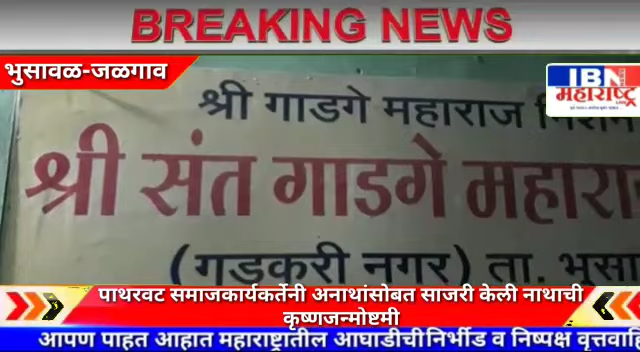 BREAKING NEWS
भुसावळ-जळगाव
IBN
महाराष्ट्र
श्री गाडगे महाराज
श्री संत गाडगे महारा
(गडकरी नगर) ता. भुसा
पाथरवट समाजकार्यकर्तेनी अनाथांसोबत साजरी केली नाथाची
कृष्णजन्मोष्टमी
आपण पाहत आहात महाराष्ट्रातील आघाडीची निर्भीड व निष्पक्ष वृत्तवाहि